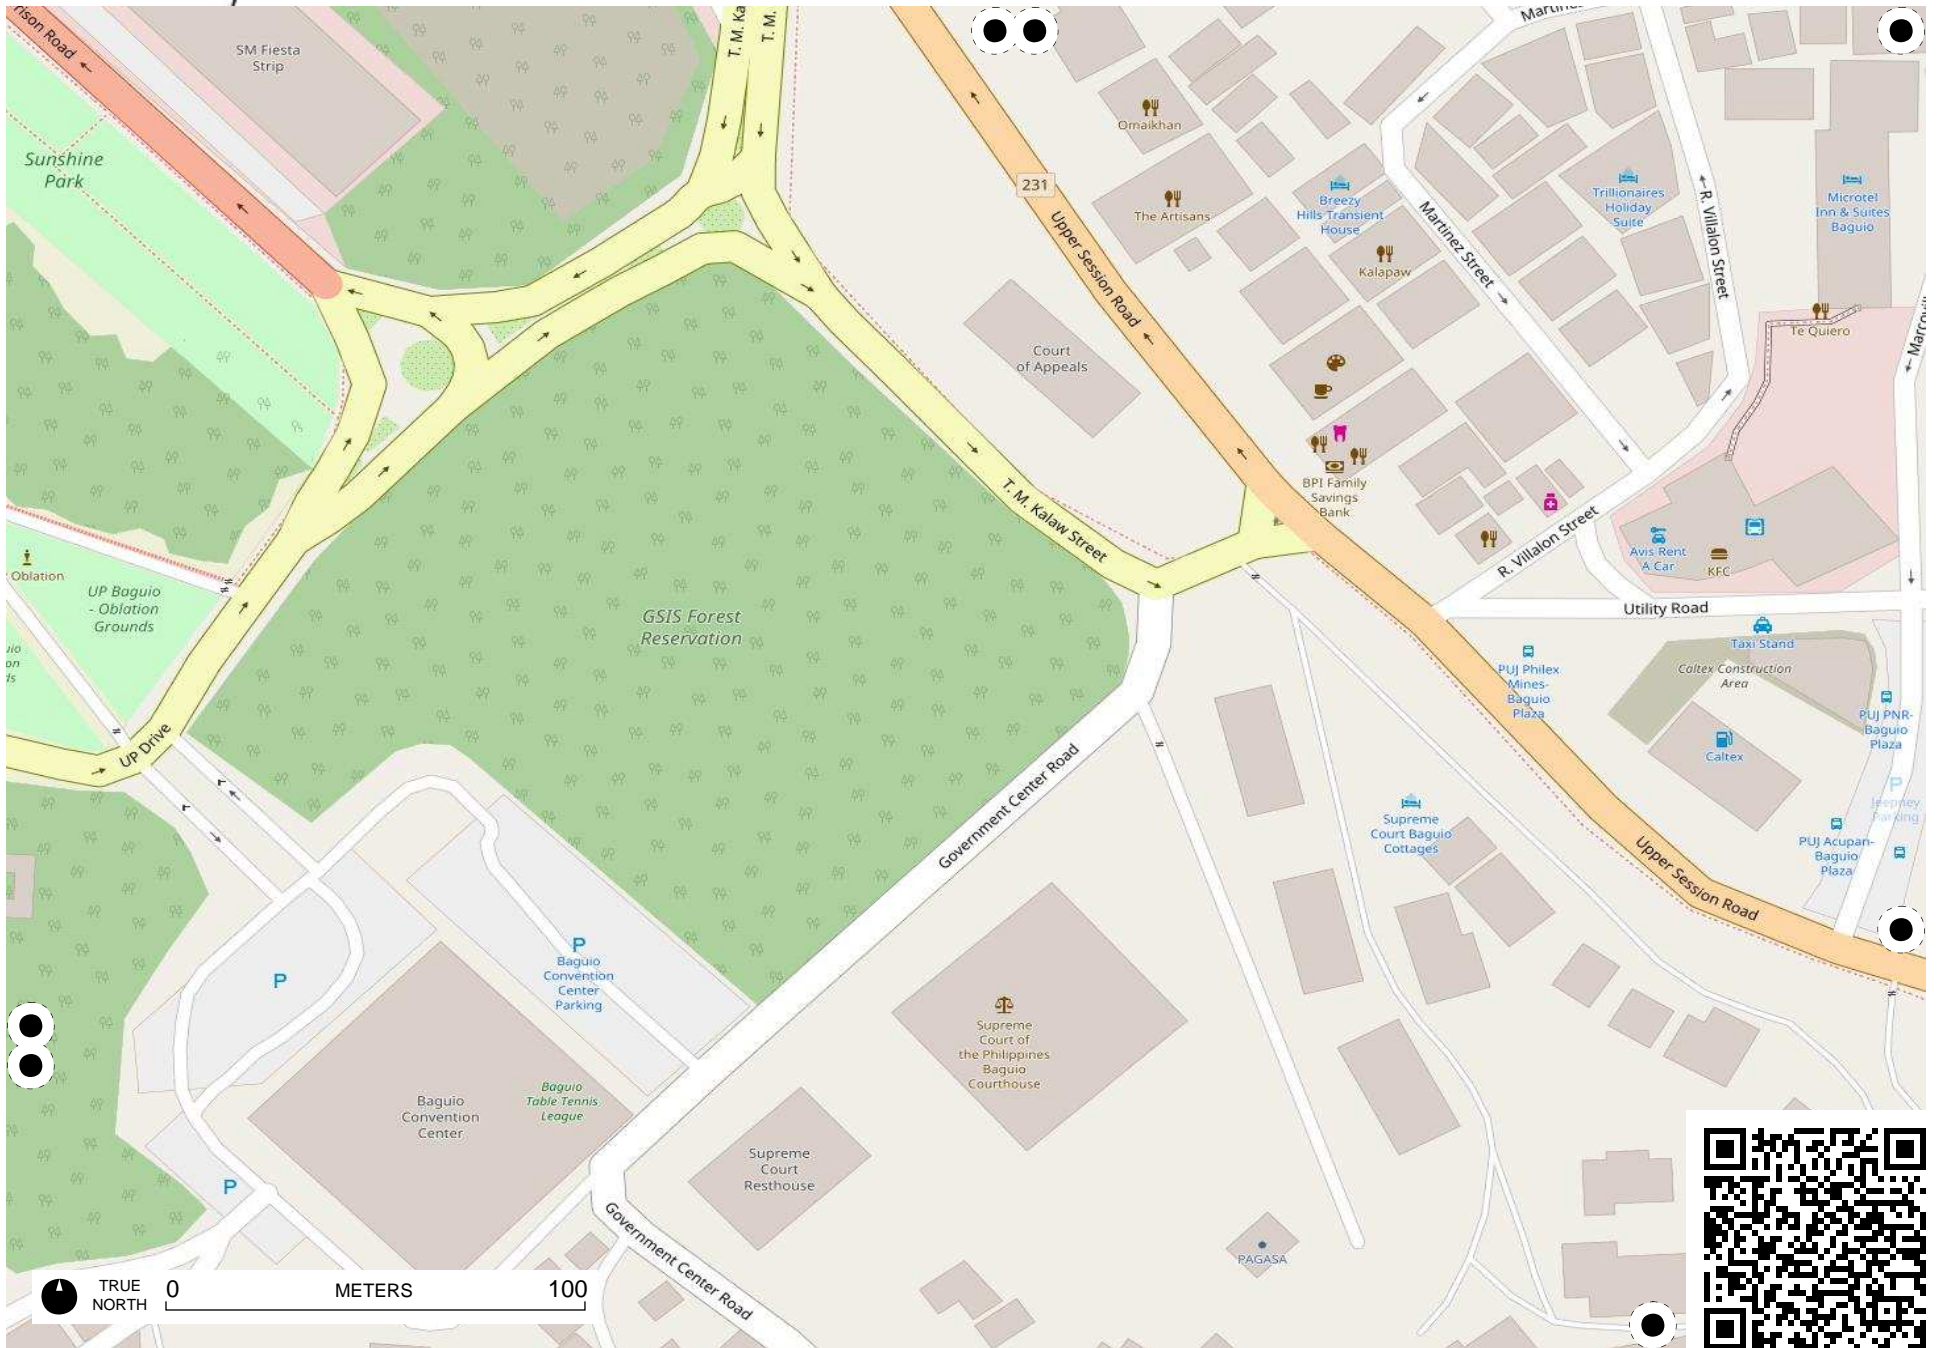 SM Fiesta
Strip
Sunshine
Park
231
Upper Session Road
Omaikhan
The Artisans
Breezy
Hills Transient
House
Kalapaw
Martinez Street
Trillionaires
Holiday
Suite
R. Villalon Street
Microtel
Inn & Suites
Baguio
Te Quiero
Court
of Appeals
BPI Family
Savings
Bank
T. M. Kalaw Street
R. Villalon Street
Avis Rent
A Car
KFC
Utility Road
Taxi Stand
Caltex Construction
Area
Caltex
PUJ Philex
Mines-
Baguio
Plaza
PUJ PNR-
Baguio
Plaza
P
Jeepney
Parking
PUJ Acupan-
Baguio
Plaza
Oblation
UP Baguio
- Oblation
Grounds
GSIS Forest
Reservation
UP Drive
Government Center Road
Supreme
Court Baguio
Cottages
Upper Session Road
P
Baguio
Convention
Center
Parking
P
Supreme
Court of
the Philippines
Baguio
Courthouse
Baguio
Convention
Center
Baguio
Table Tennis
League
Supreme
Court
Resthouse
P
Government Center Road
PAGASA
TRUE
NORTH
0 METERS 100